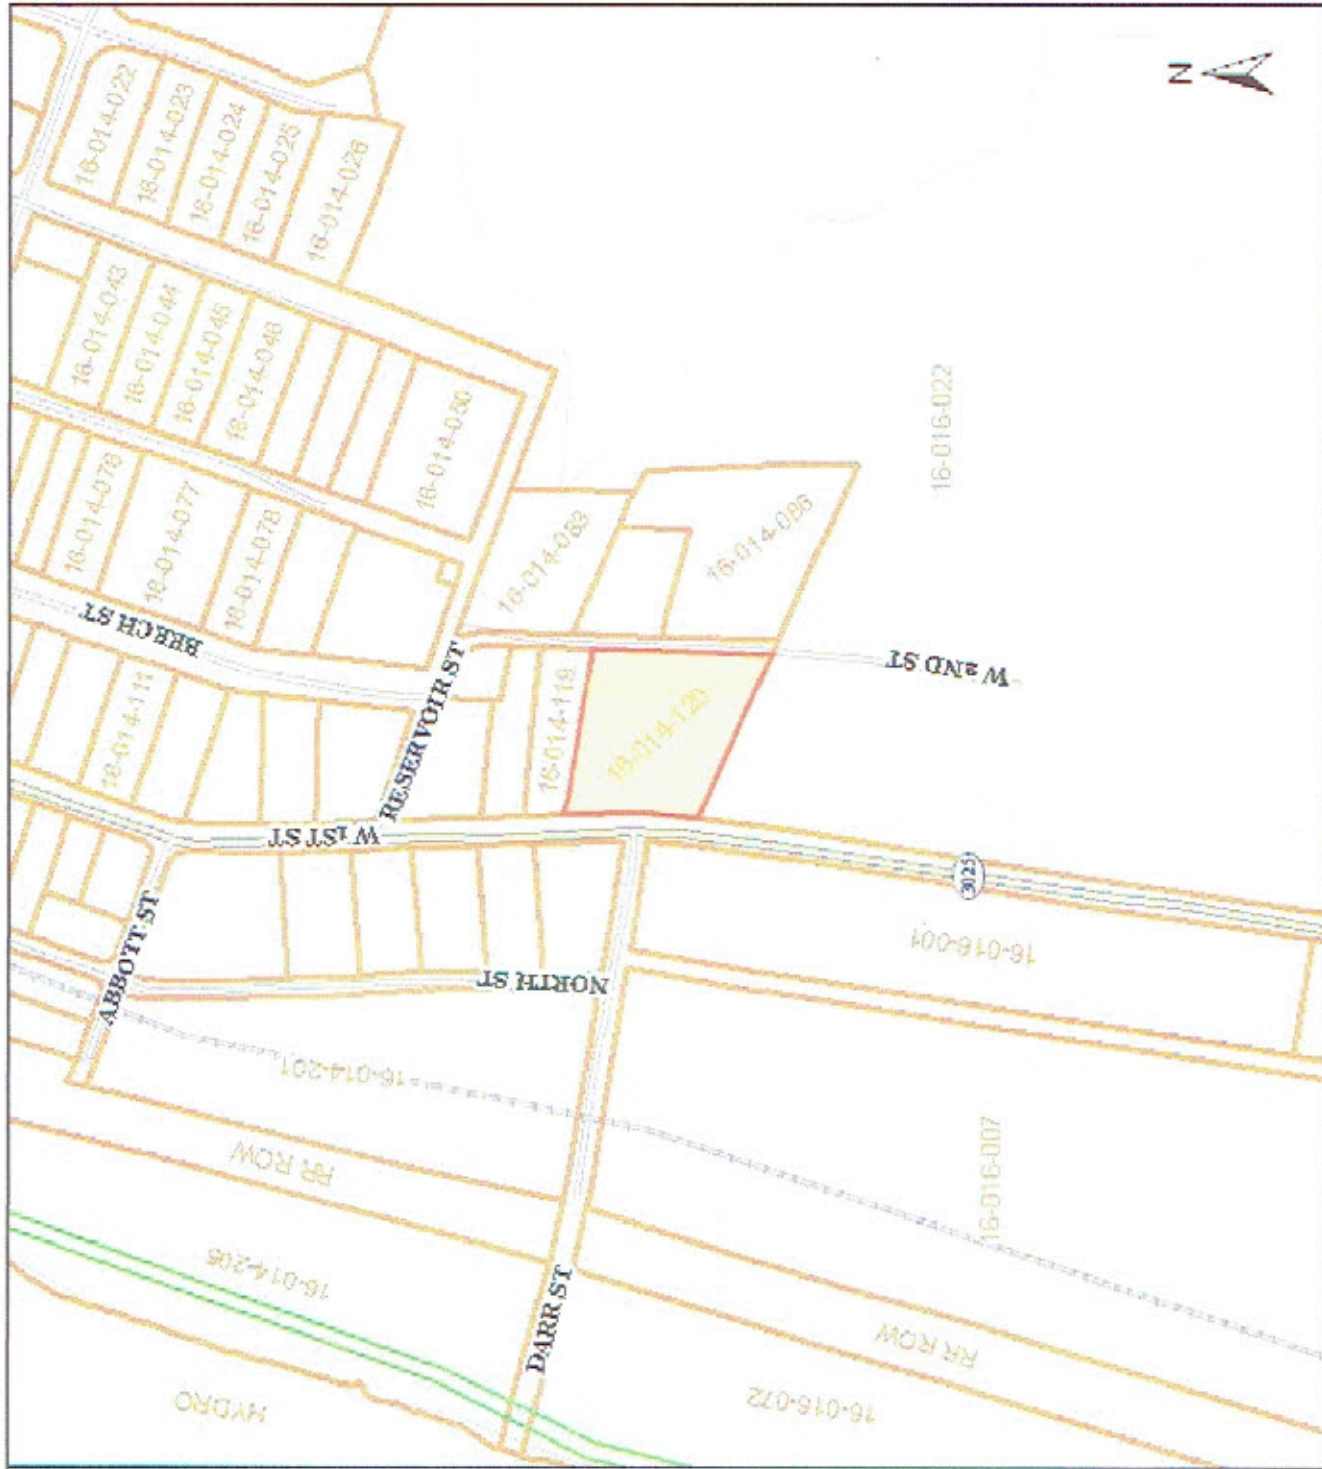 N
16-014-022
16-014-023
16-014-024
16-014-025
16-014-026
16-014-043
16-014-044
16-014-045
16-014-046
16-014-050
16-014-076
16-014-077
16-014-078
BEECH ST
16-014-083
16-014-086
16-016-022
RESERVOIR ST
W 2ND ST
16-014-111
16-014-119
16-014-120
W 1ST ST
3025
ABBOTT ST
NORTH ST
16-016-001
16-014-201
RR ROW
16-016-007
16-014-205
DARR ST
RR ROW
16-016-072
HYDRO